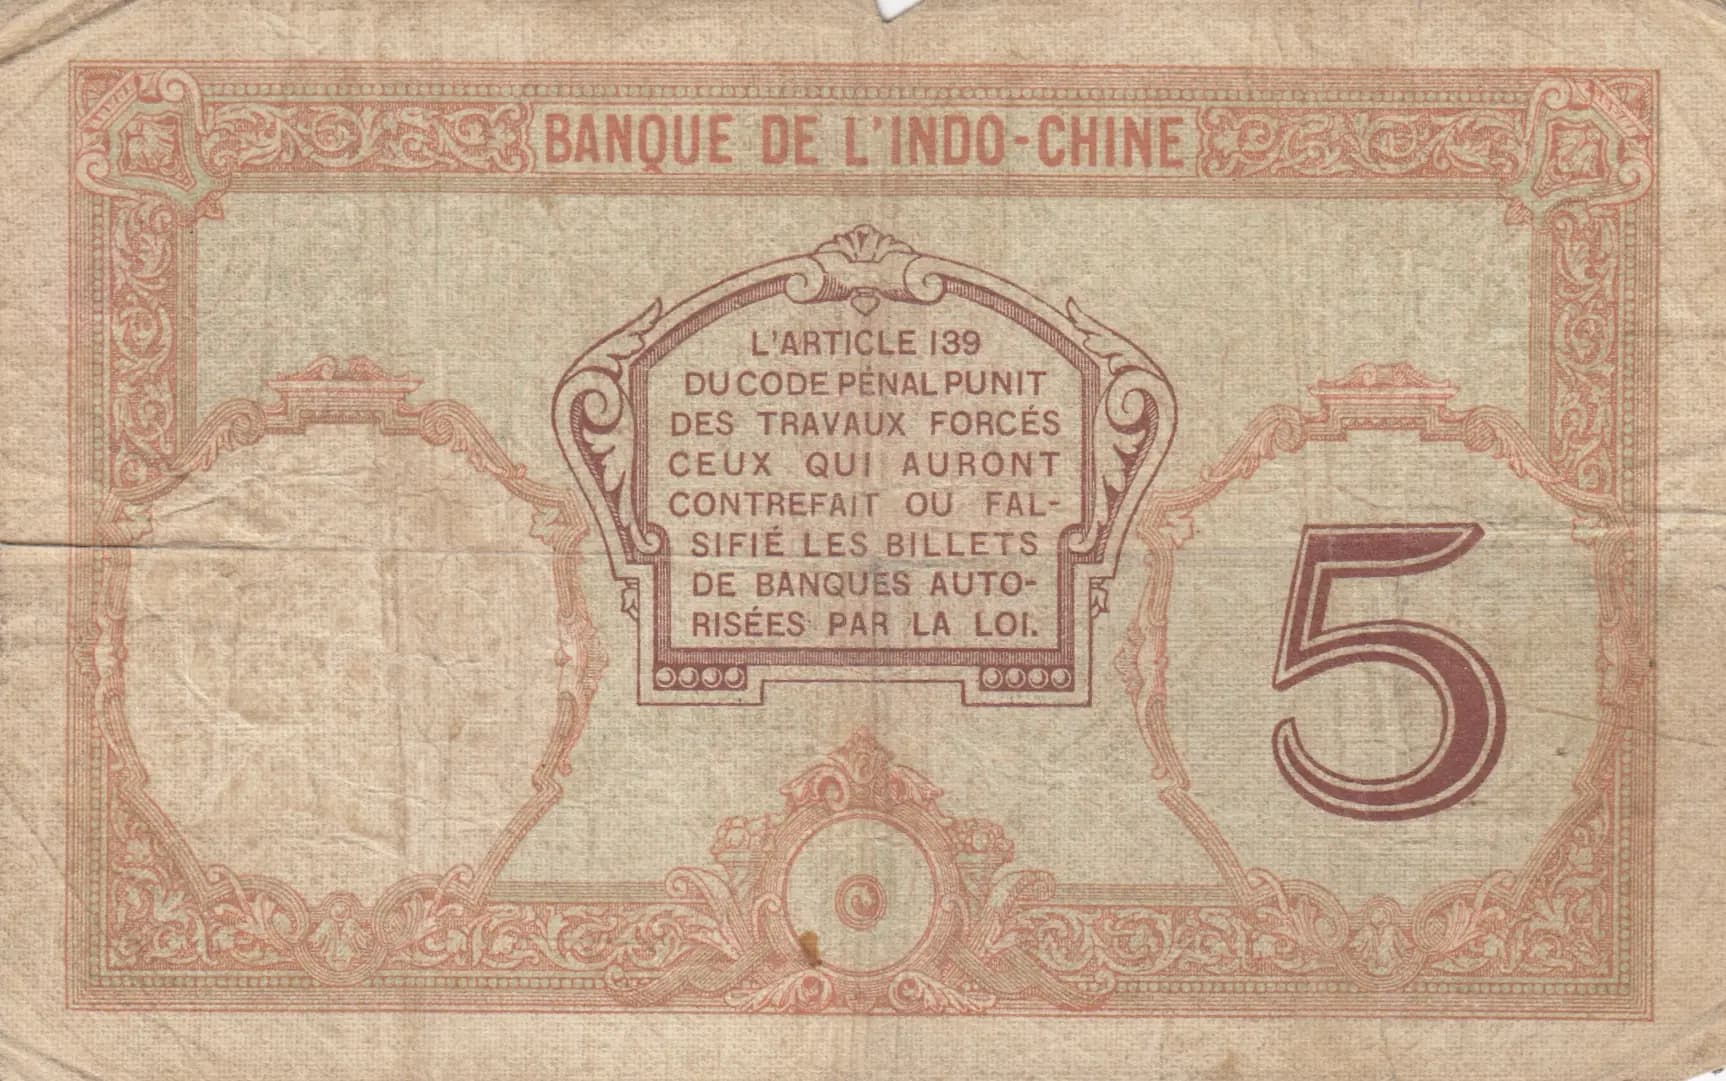 BANQUE DE L'INDO-CHINE
L'ARTICLE 139
DU CODE PÉNAL PUNIT
DES TRAVAUX FORCÉS
CEUX QUI AURONT
CONTREFAIT OU FAL-
SIFIÉ LES BILLETS
DE BANQUES AUTO-
RISÉES PAR LA LOI.
5